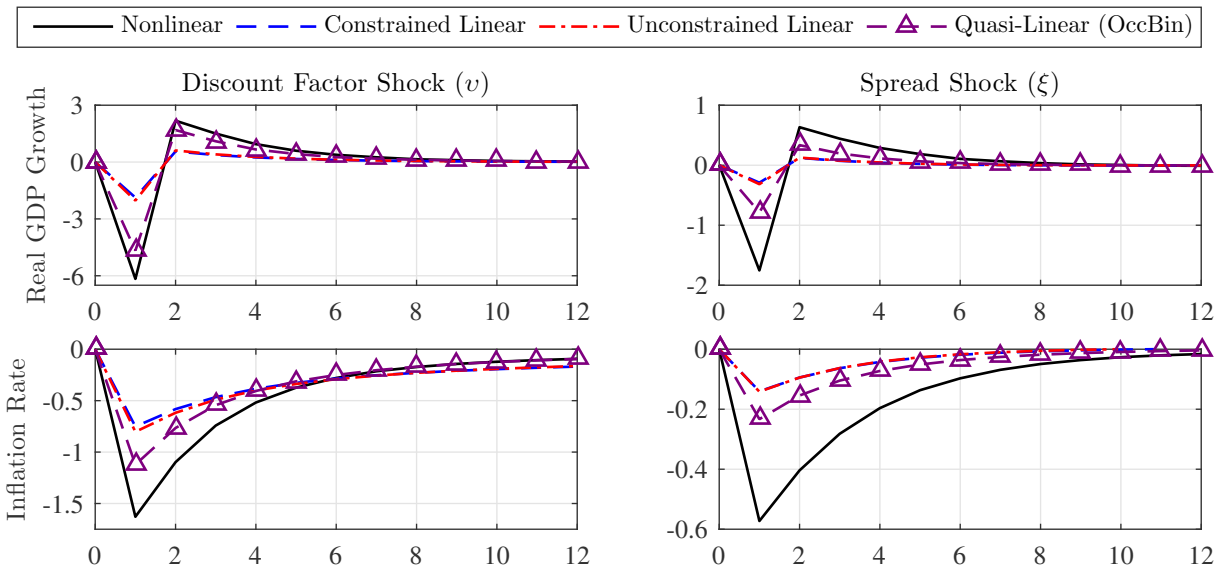 Nonlinear Constrained Linear Unconstrained Linear Quasi-Linear (OccBin)
Discount Factor Shock (υ)
Spread Shock (ξ)
Real GDP Growth
3
0
-3
-6
0 2 4 6 8 10 12
1
0
-1
-2
0 2 4 6 8 10 12
Inflation Rate
0
-0.5
-1
-1.5
0 2 4 6 8 10 12
0
-0.2
-0.4
-0.6
0 2 4 6 8 10 12